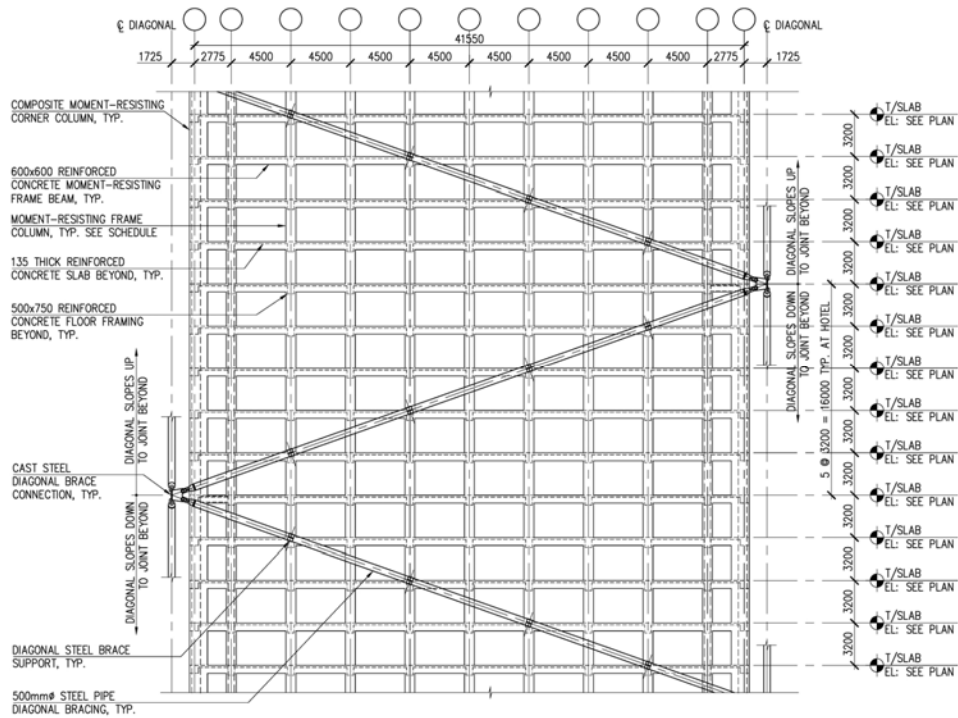 ℄ DIAGONAL
℄ DIAGONAL
41550
1725 2775 4500 4500 4500 4500 4500 4500 4500 4500 2775 1725
COMPOSITE MOMENT-RESISTING
CORNER COLUMN, TYP.
600x600 REINFORCED
CONCRETE MOMENT-RESISTING
FRAME BEAM, TYP.
MOMENT-RESISTING FRAME
COLUMN, TYP. SEE SCHEDULE
135 THICK REINFORCED
CONCRETE SLAB BEYOND, TYP.
500x750 REINFORCED
CONCRETE FLOOR FRAMING
BEYOND, TYP.
DIAGONAL SLOPES UP
TO JOINT BEYOND
CAST STEEL
DIAGONAL BRACE
CONNECTION, TYP.
DIAGONAL SLOPES DOWN
TO JOINT BEYOND
DIAGONAL STEEL BRACE
SUPPORT, TYP.
500mmø STEEL PIPE
DIAGONAL BRACING, TYP.
DIAGONAL SLOPES UP
TO JOINT BEYOND
DIAGONAL SLOPES DOWN
TO JOINT BEYOND
5 @ 3200 = 16000 TYP. AT HOTEL
3200
3200
3200
3200
3200
3200
3200
3200
3200
3200
3200
3200
3200
T/SLAB
EL: SEE PLAN
T/SLAB
EL: SEE PLAN
T/SLAB
EL: SEE PLAN
T/SLAB
EL: SEE PLAN
T/SLAB
EL: SEE PLAN
T/SLAB
EL: SEE PLAN
T/SLAB
EL: SEE PLAN
T/SLAB
EL: SEE PLAN
T/SLAB
EL: SEE PLAN
T/SLAB
EL: SEE PLAN
T/SLAB
EL: SEE PLAN
T/SLAB
EL: SEE PLAN
T/SLAB
EL: SEE PLAN
T/SLAB
EL: SEE PLAN